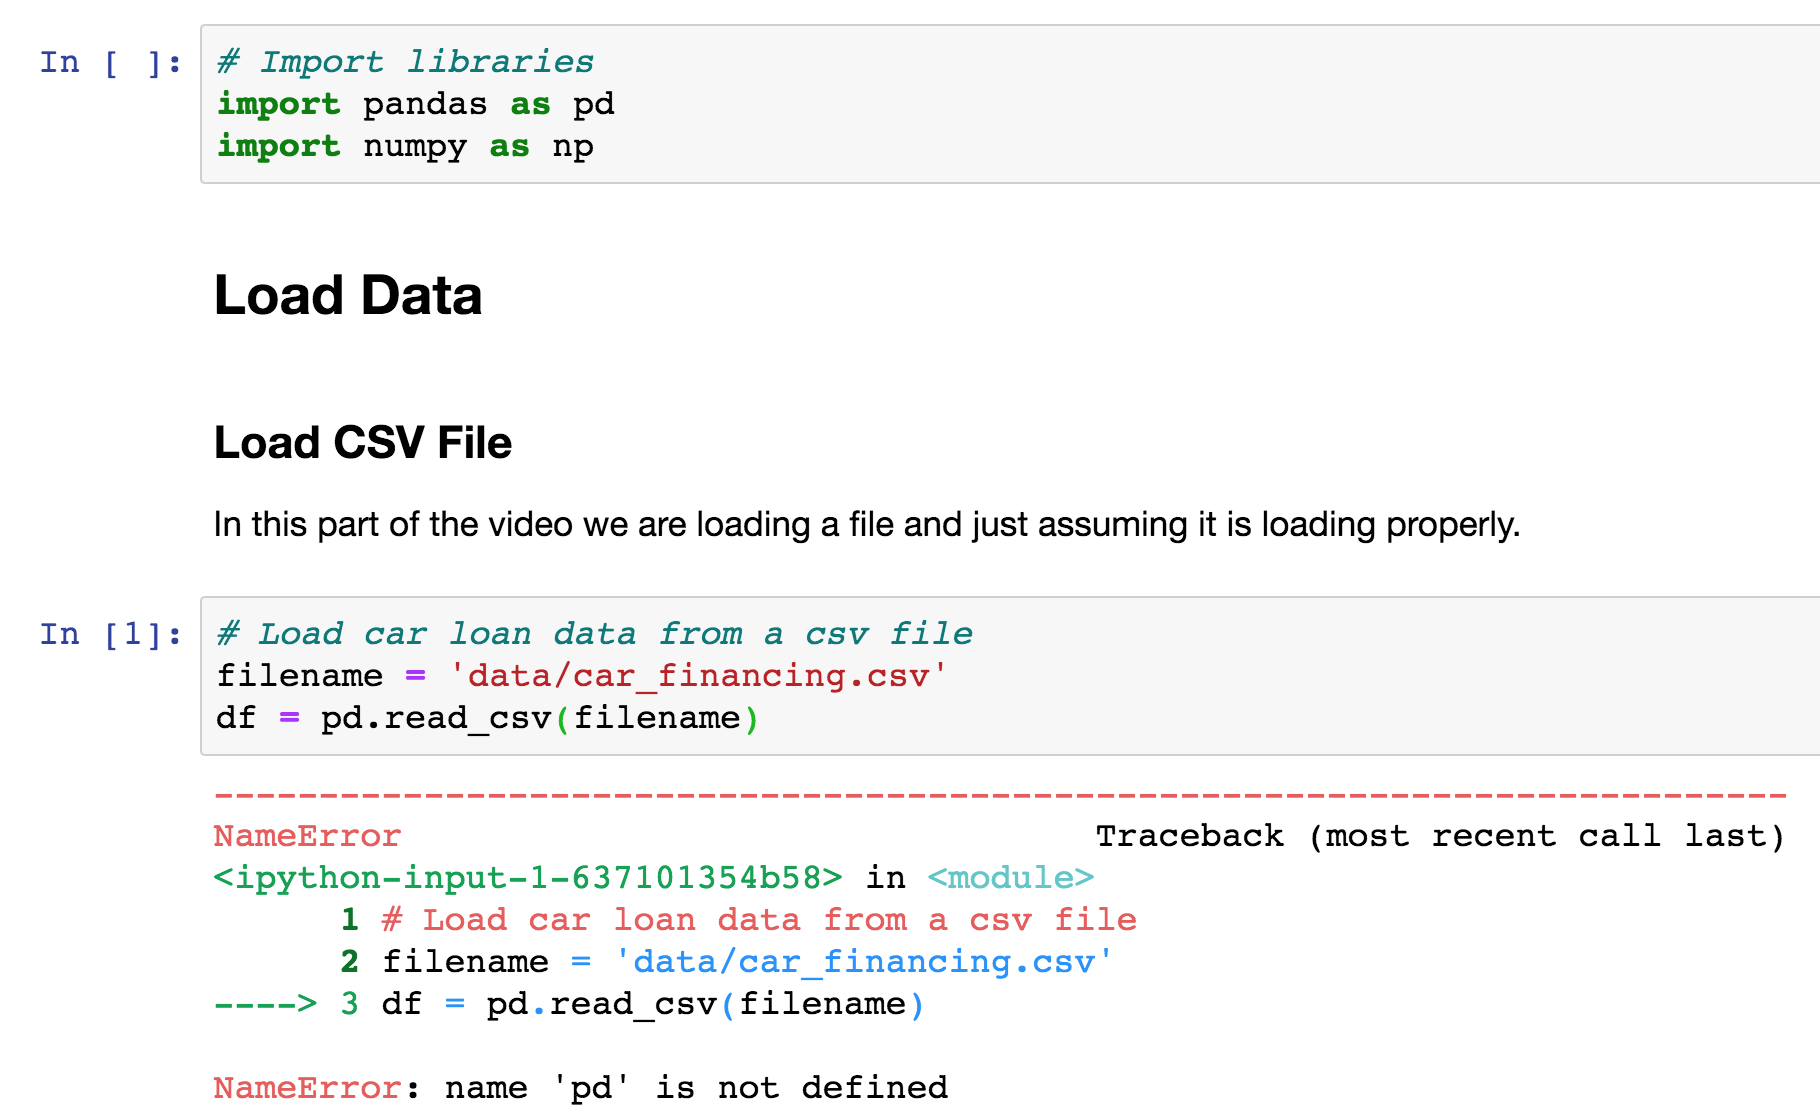 In [ ]:
# Import libraries
import pandas as pd
import numpy as np
Load Data
Load CSV File
In this part of the video we are loading a file and just assuming it is loading properly.
In [1]:
# Load car loan data from a csv file
filename = 'data/car_financing.csv'
df = pd.read_csv(filename)
---------------------------------------------------------------------------
NameError                                 Traceback (most recent call last)
<ipython-input-1-637101354b58> in <module>
      1 # Load car loan data from a csv file
      2 filename = 'data/car_financing.csv'
----> 3 df = pd.read_csv(filename)
NameError: name 'pd' is not defined